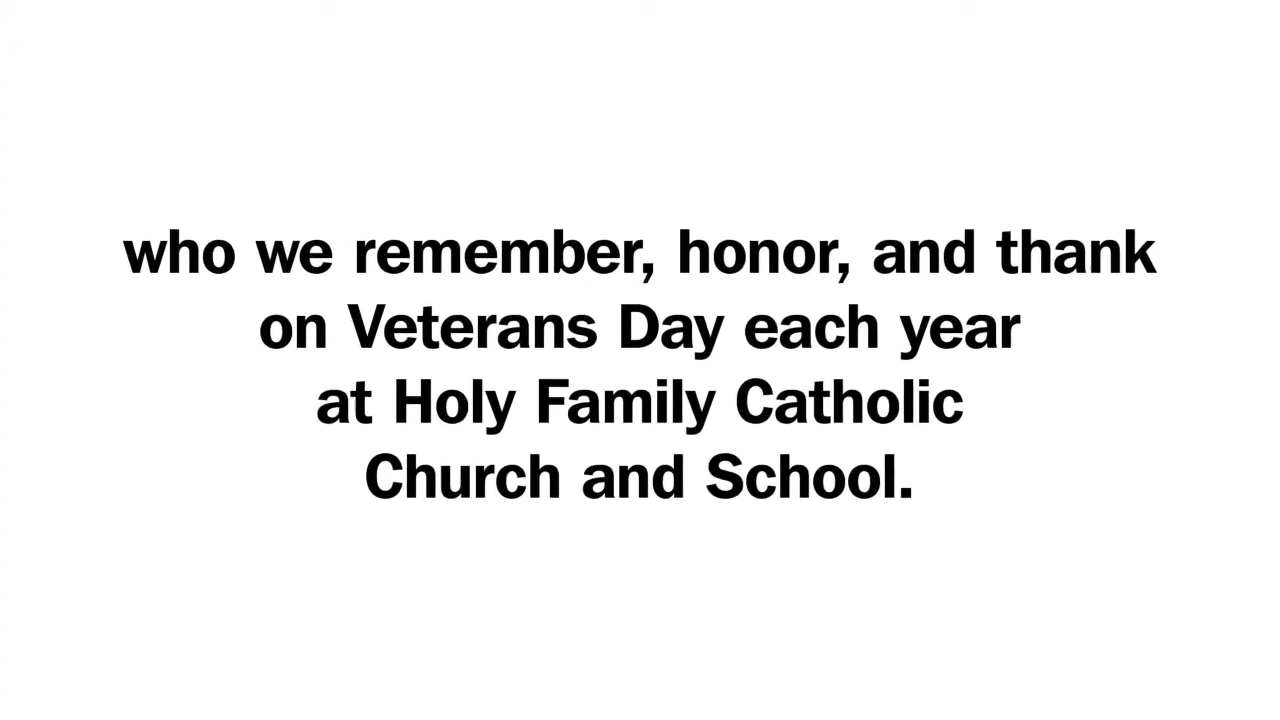 who we remember, honor, and thank
on Veterans Day each year
at Holy Family Catholic
Church and School.